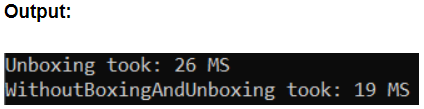 Output:
Unboxing took: 26 MS
WithoutBoxingAndUnboxing took: 19 MS